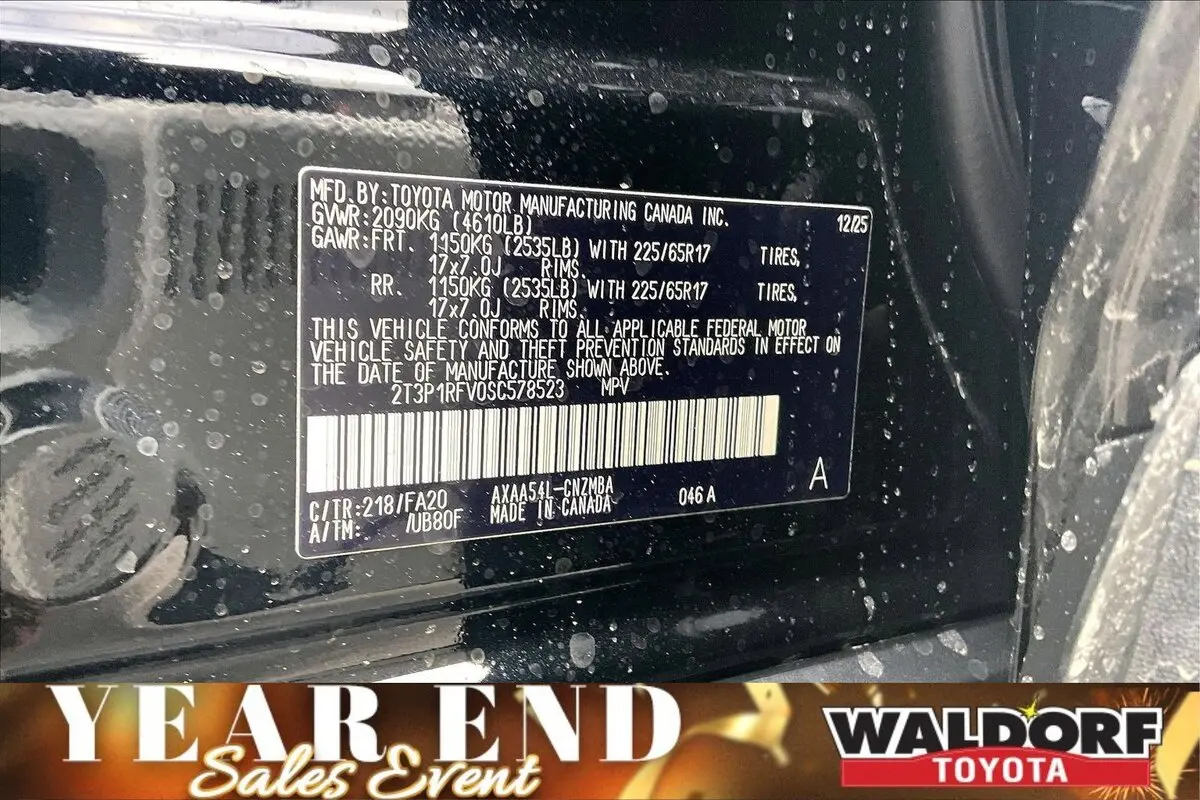 MFD. BY: TOYOTA MOTOR MANUFACTURING CANADA INC. 12/25
GVWR: 2090KG (4610LB)
GAWR: FRT. 1150KG (2535LB) WITH 225/65R17 TIRES,
17x7.0J RIMS.
RR. 1150KG (2535LB) WITH 225/65R17 TIRES,
17x7.0J RIMS.
THIS VEHICLE CONFORMS TO ALL APPLICABLE FEDERAL MOTOR
VEHICLE SAFETY AND THEFT PREVENTION STANDARDS IN EFFECT ON
THE DATE OF MANUFACTURE SHOWN ABOVE.
2T3P1RFV0SC578523 MPV
C/TR: 218/FA20 AXAA54L-CNZMBA 046 A A
A/TM: /UB80F MADE IN CANADA
YEAR END
Sales Event
WALDORF
TOYOTA